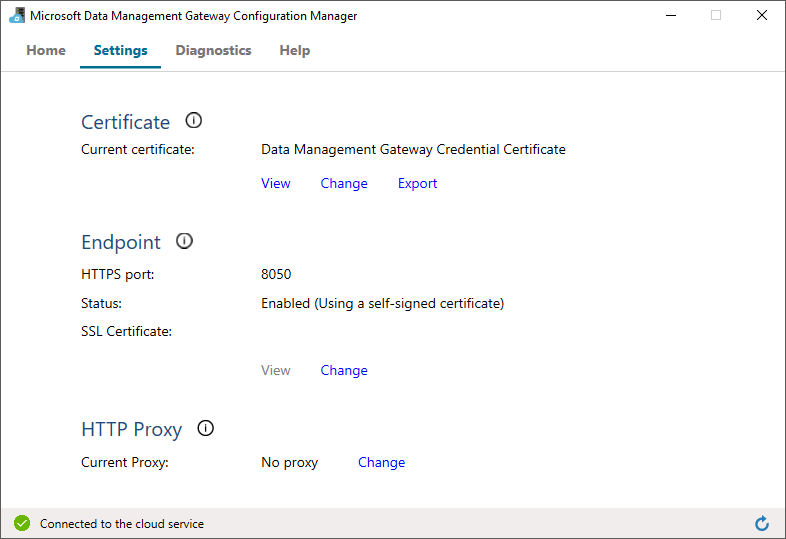 Microsoft Data Management Gateway Configuration Manager
Home Settings Diagnostics Help
Certificate
Current certificate: Data Management Gateway Credential Certificate
View Change Export
Endpoint
HTTPS port: 8050
Status: Enabled (Using a self-signed certificate)
SSL Certificate:
View Change
HTTP Proxy
Current Proxy: No proxy Change
Connected to the cloud service